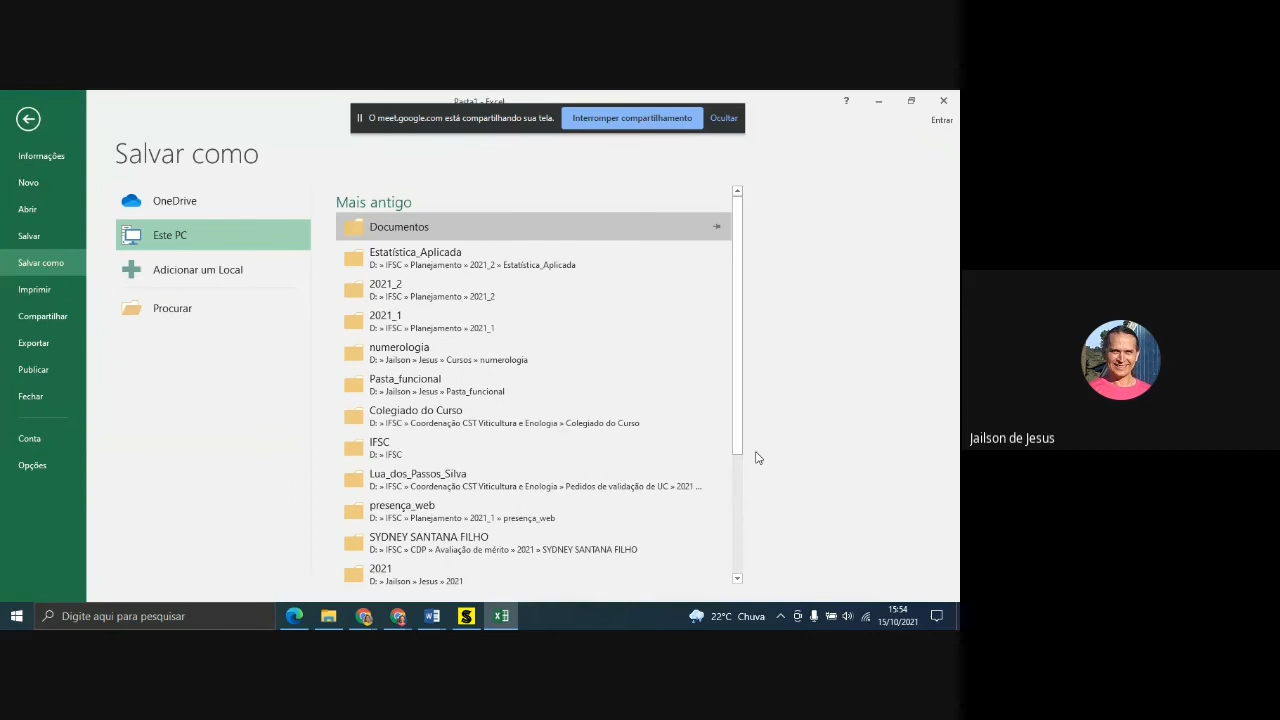 Pasta1 - Excel
O meet.google.com está compartilhando sua tela.
Interromper compartilhamento
Ocultar
?
Entrar
Informações
Novo
Abrir
Salvar
Salvar como
Imprimir
Compartilhar
Exportar
Publicar
Fechar
Conta
Opções
Salvar como
OneDrive
Este PC
Adicionar um Local
Procurar
Mais antigo
Documentos
Estatística_Aplicada
D: » IFSC » Planejamento » 2021_2 » Estatística_Aplicada
2021_2
D: » IFSC » Planejamento » 2021_2
2021_1
D: » IFSC » Planejamento » 2021_1
numerologia
D: » Jailson » Jesus » Cursos » numerologia
Pasta_funcional
D: » Jailson » Jesus » Pasta_funcional
Colegiado do Curso
D: » IFSC » Coordenação CST Viticultura e Enologia » Colegiado do Curso
IFSC
D: » IFSC
Lua_dos_Passos_Silva
D: » IFSC » Coordenação CST Viticultura e Enologia » Pedidos de validação de UC » 2021 ...
presença_web
D: » IFSC » Planejamento » 2021_1 » presença_web
SYDNEY SANTANA FILHO
D: » IFSC » CDP » Avaliação de mérito » 2021 » SYDNEY SANTANA FILHO
2021
D: » Jailson » Jesus » 2021
Jailson de Jesus
Digite aqui para pesquisar
22°C Chuva
15:54
15/10/2021